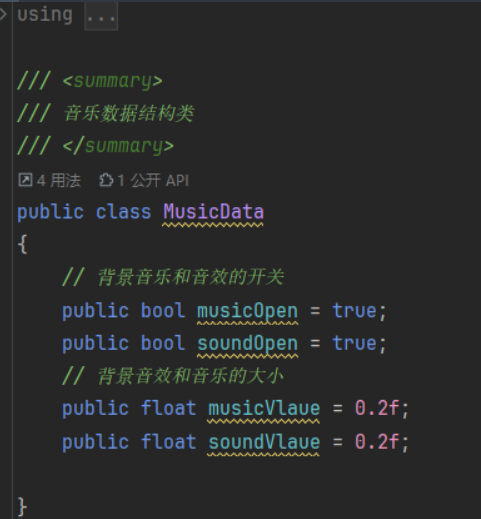 using ...
/// <summary>
/// 音乐数据结构类
/// </summary>
4 用法 1 公开 API
public class MusicData
{
// 背景音乐和音效的开关
public bool musicOpen = true;
public bool soundOpen = true;
// 背景音效和音乐的大小
public float musicVlaue = 0.2f;
public float soundVlaue = 0.2f;
}